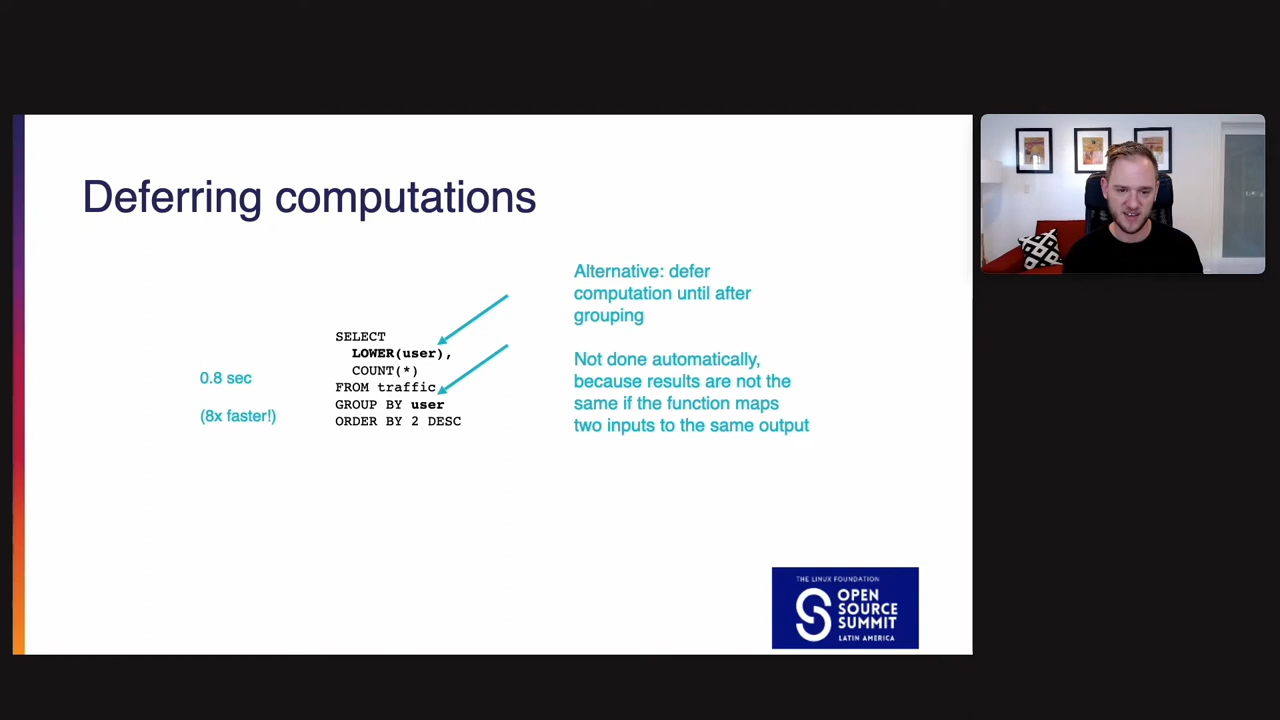 Deferring computations
Alternative: defer
computation until after
grouping
SELECT
LOWER(user),
COUNT(*)
FROM traffic
GROUP BY user
ORDER BY 2 DESC
0.8 sec
(8x faster!)
Not done automatically,
because results are not the
same if the function maps
two inputs to the same output
THE LINUX FOUNDATION
OPEN
SOURCE
SUMMIT
LATIN AMERICA